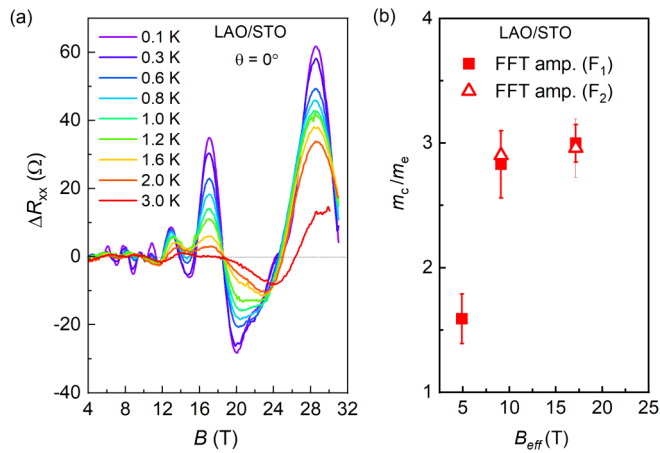 (a)
LAO/STO
θ = 0°
0.1 K
0.3 K
0.6 K
0.8 K
1.0 K
1.2 K
1.6 K
2.0 K
3.0 K
60
40
20
0
-20
-40
ΔRxx (Ω)
4 8 12 16 20 24 28 32
B (T)
(b)
LAO/STO
FFT amp. (F₁)
FFT amp. (F₂)
4
3
2
1
mc/me
5 10 15 20 25
Beff (T)